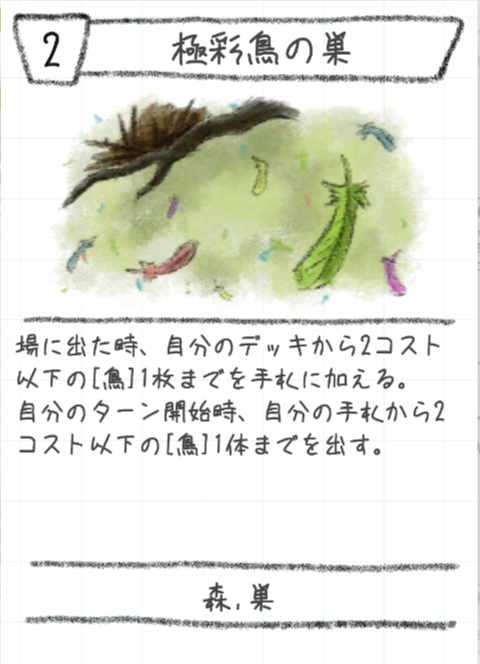 2
極彩鳥の巣
場に出た時、自分のデッキから2コスト
以下の[鳥]1枚までを手札に加える。
自分のターン開始時、自分の手札から2
コスト以下の[鳥]1体までを出す。
森,巣